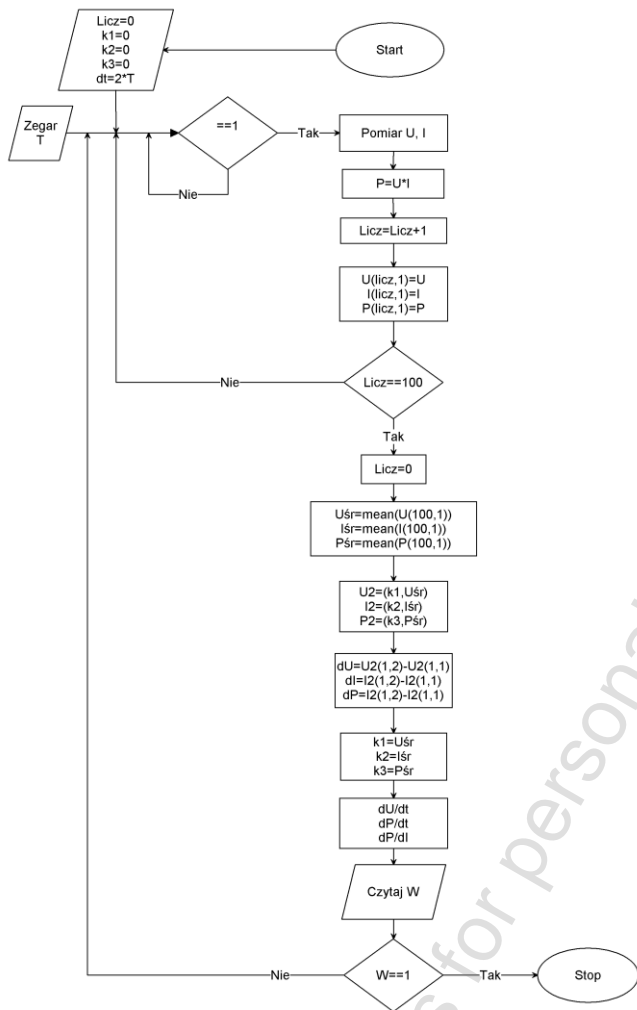 Start
Licz=0
k1=0
k2=0
k3=0
dt=2*T
Zegar
T
==1
Tak
Nie
Pomiar U, I
P=U*I
Licz=Licz+1
U(licz,1)=U
I(licz,1)=I
P(licz,1)=P
Licz==100
Nie
Tak
Licz=0
Uśr=mean(U(100,1))
Iśr=mean(I(100,1))
Pśr=mean(P(100,1))
U2=(k1,Uśr)
I2=(k2,Iśr)
P2=(k3,Pśr)
dU=U2(1,2)-U2(1,1)
dI=I2(1,2)-I2(1,1)
dP=I2(1,2)-I2(1,1)
k1=Uśr
k2=Iśr
k3=Pśr
dU/dt
dP/dt
dP/dI
Czytaj W
W==1
Nie
Tak
Stop
s for personal